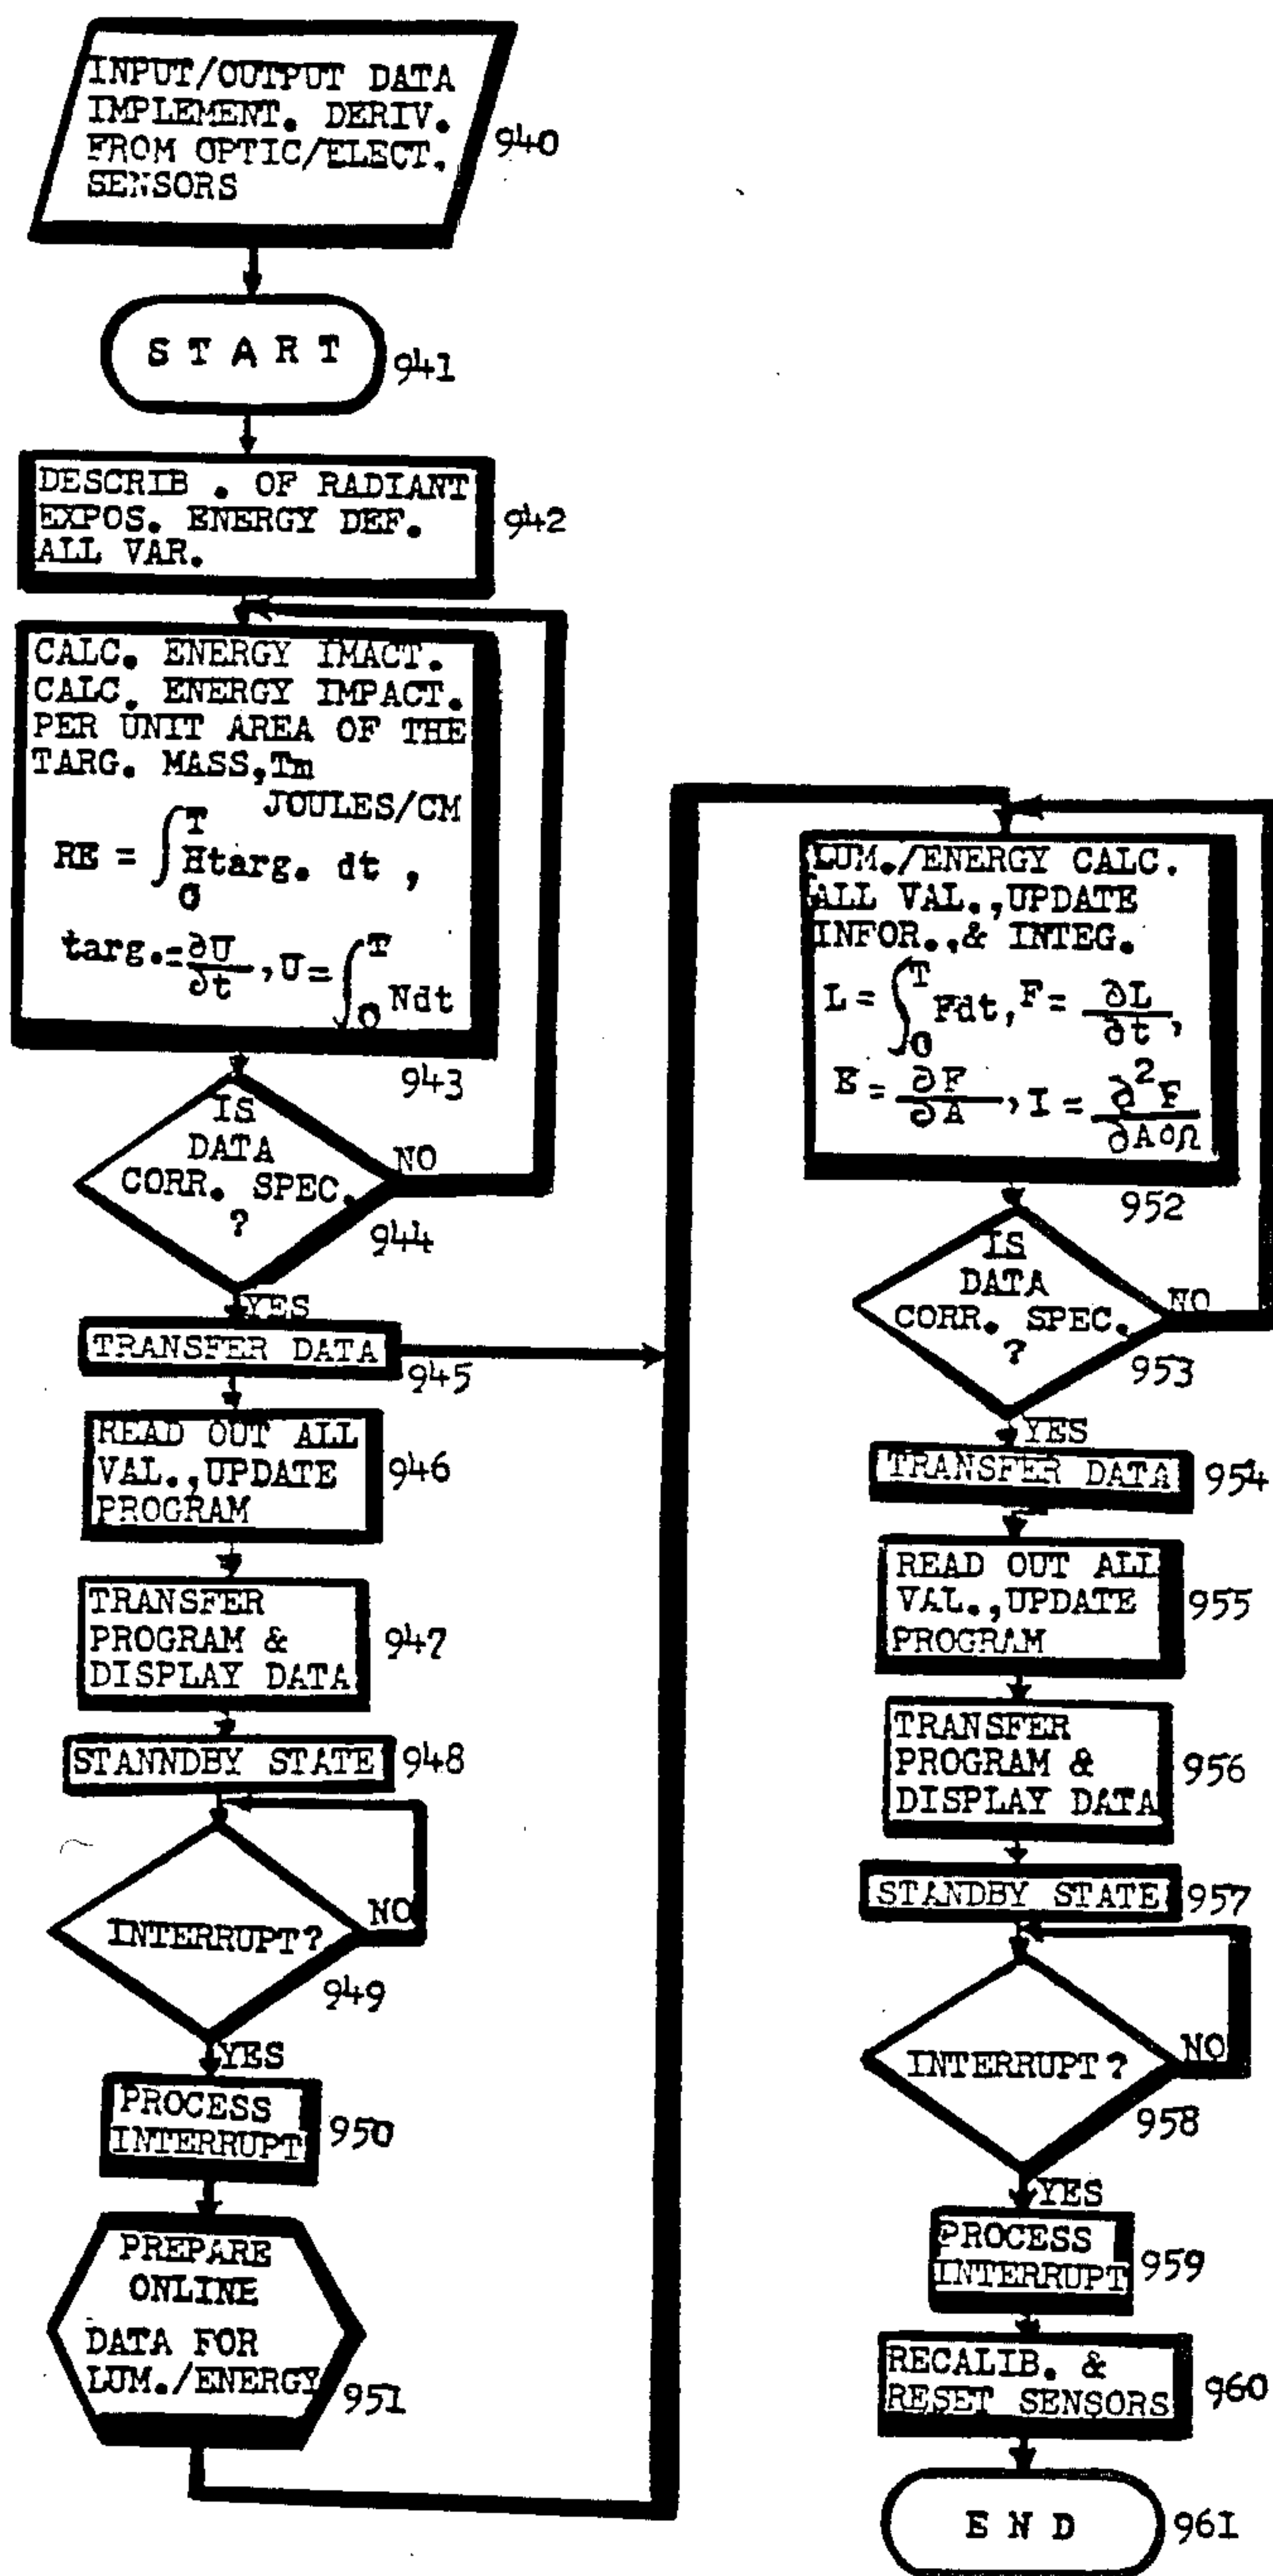 INPUT/OUTPUT DATA
IMPLEMENT. DERIV.
FROM OPTIC/ELECT.
SENSORS
940
START
941
DESCRIB . OF RADIANT
EXPOS. ENERGY DEF.
ALL VAR.
942
CALC. ENERGY IMACT.
CALC. ENERGY IMPACT.
PER UNIT AREA OF THE
TARG. MASS,Tm
JOULES/CM
RE = ∫₀ᵀ Htarg. dt ,
targ.=∂U/∂t, U=∫₀ᵀ Ndt
943
IS
DATA
CORR. SPEC.
?
NO
944
YES
TRANSFER DATA
945
READ OUT ALL
VAL.,UPDATE
PROGRAM
946
TRANSFER
PROGRAM &
DISPLAY DATA
947
STANNDBY STATE
948
INTERRUPT?
NO
949
YES
PROCESS
INTERRUPT
950
PREPARE
ONLINE
DATA FOR
LUM./ENERGY
951
LUM./ENERGY CALC.
ALL VAL.,UPDATE
INFOR.,& INTEG.
L=∫₀ᵀ Fdt, F=∂L/∂t,
E=∂F/∂A, I=∂²F/∂A∂Ω
952
IS
DATA
CORR. SPEC.
?
NO
953
YES
TRANSFER DATA
954
READ OUT ALL
VAL.,UPDATE
PROGRAM
955
TRANSFER
PROGRAM &
DISPLAY DATA
956
STANDBY STATE
957
INTERRUPT?
NO
958
YES
PROCESS
INTERRUPT
959
RECALIB. &
RESET SENSORS
960
END
961